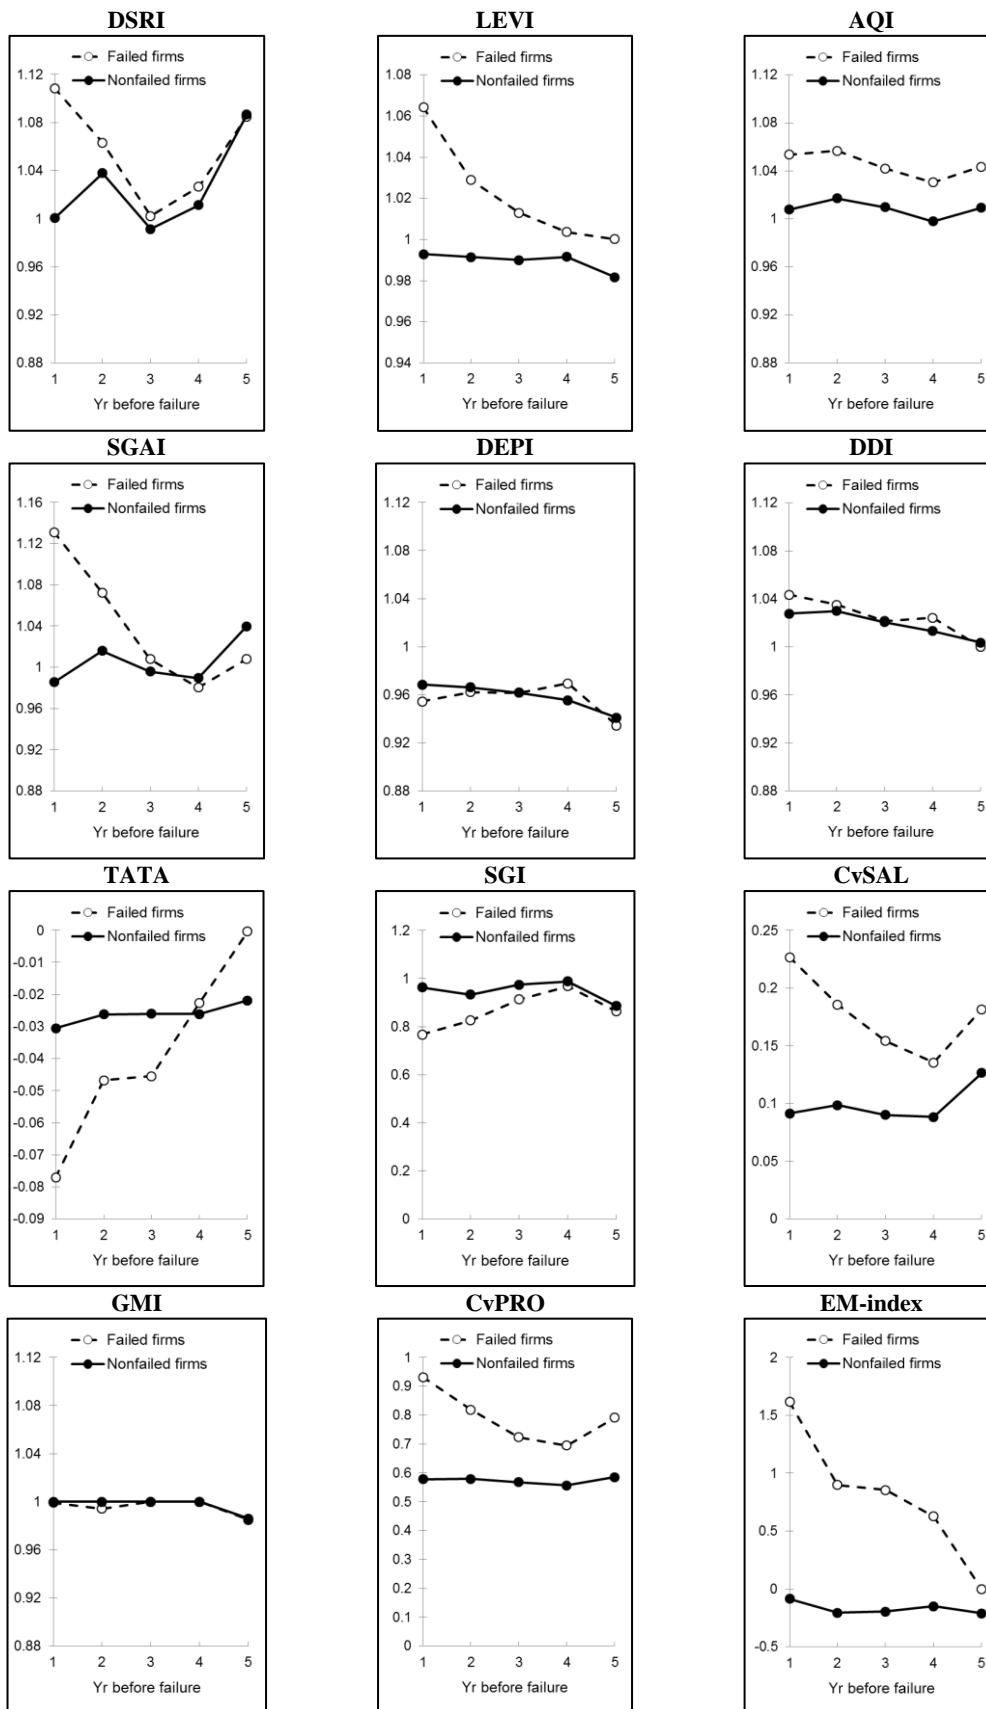 DSRI
Failed firms
Nonfailed firms
1.12
1.08
1.04
1
0.96
0.92
0.88
1 2 3 4 5
Yr before failure
LEVI
Failed firms
Nonfailed firms
1.08
1.06
1.04
1.02
1
0.98
0.96
0.94
1 2 3 4 5
Yr before failure
AQI
Failed firms
Nonfailed firms
1.12
1.08
1.04
1
0.96
0.92
0.88
1 2 3 4 5
Yr before failure
SGAI
Failed firms
Nonfailed firms
1.16
1.12
1.08
1.04
1
0.96
0.92
0.88
1 2 3 4 5
Yr before failure
DEPI
Failed firms
Nonfailed firms
1.12
1.08
1.04
1
0.96
0.92
0.88
1 2 3 4 5
Yr before failure
DDI
Failed firms
Nonfailed firms
1.12
1.08
1.04
1
0.96
0.92
0.88
1 2 3 4 5
Yr before failure
TATA
Failed firms
Nonfailed firms
0
-0.01
-0.02
-0.03
-0.04
-0.05
-0.06
-0.07
-0.08
-0.09
1 2 3 4 5
Yr before failure
SGI
Failed firms
Nonfailed firms
1.2
1
0.8
0.6
0.4
0.2
0
1 2 3 4 5
Yr before failure
CvSAL
Failed firms
Nonfailed firms
0.25
0.2
0.15
0.1
0.05
0
1 2 3 4 5
Yr before failure
GMI
Failed firms
Nonfailed firms
1.12
1.08
1.04
1
0.96
0.92
0.88
1 2 3 4 5
Yr before failure
CvPRO
Failed firms
Nonfailed firms
1
0.9
0.8
0.7
0.6
0.5
0.4
0.3
0.2
0.1
0
1 2 3 4 5
Yr before failure
EM-index
Failed firms
Nonfailed firms
2
1.5
1
0.5
0
-0.5
1 2 3 4 5
Yr before failure